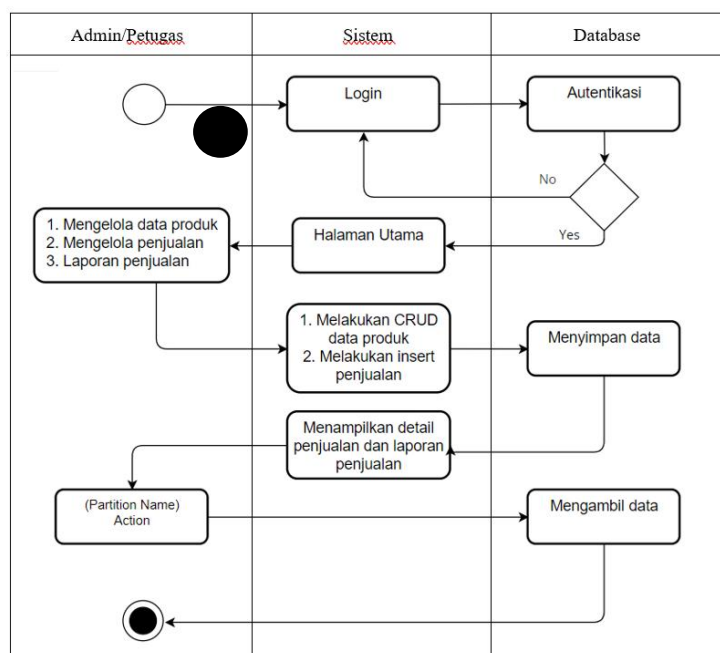 Admin/Petugas
Sistem
Database
Login
Autentikasi
No
Yes
Halaman Utama
1. Mengelola data produk
2. Mengelola penjualan
3. Laporan penjualan
1. Melakukan CRUD
data produk
2. Melakukan insert
penjualan
Menyimpan data
Menampilkan detail
penjualan dan laporan
penjualan
(Partition Name)
Action
Mengambil data